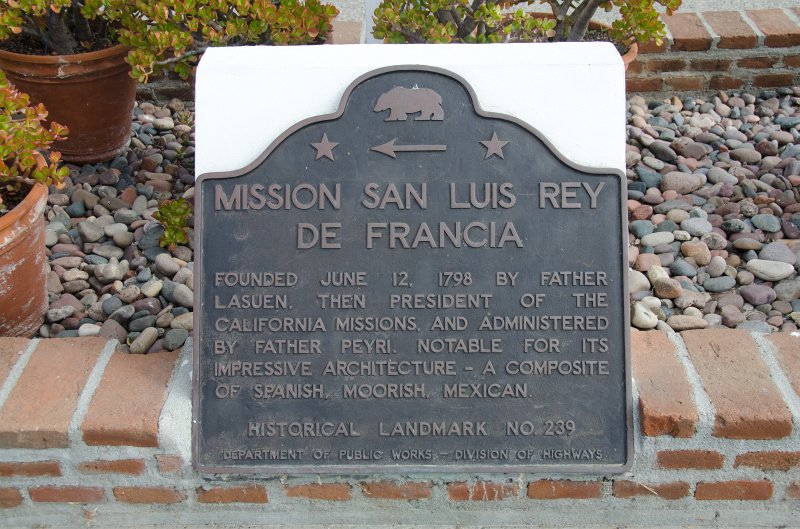 MISSION SAN LUIS REY
DE FRANCIA
FOUNDED JUNE 12, 1798 BY FATHER
LASUEN, THEN PRESIDENT OF THE
CALIFORNIA MISSIONS, AND ADMINISTERED
BY FATHER PEYRI. NOTABLE FOR ITS
IMPRESSIVE ARCHITECTURE - A COMPOSITE
OF SPANISH, MOORISH, MEXICAN.
HISTORICAL LANDMARK NO. 239
DEPARTMENT OF PUBLIC WORKS - DIVISION OF HIGHWAYS